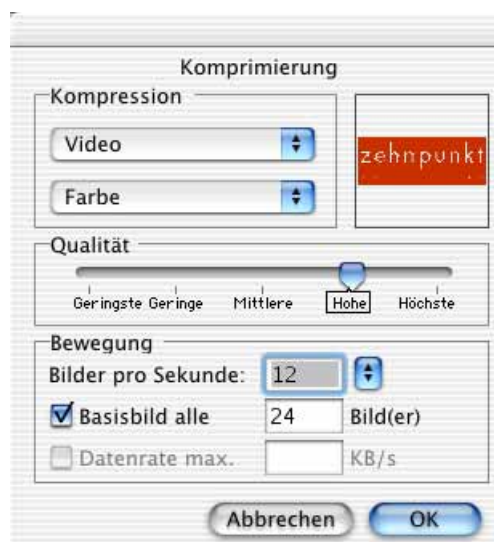 Komprimierung
Kompression
Video
zehnpunkt
Farbe
Qualität
Geringste Geringe Mittlere Hohe Höchste
Bewegung
Bilder pro Sekunde: 12
Basisbild alle 24 Bild(er)
Datenrate max. KB/s
Abbrechen OK